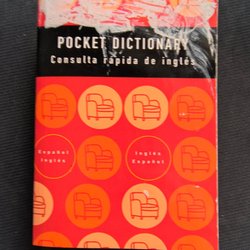 POCKET DICTIONARY
Consulta rápida de inglés
Español
Inglés
Inglés
Español